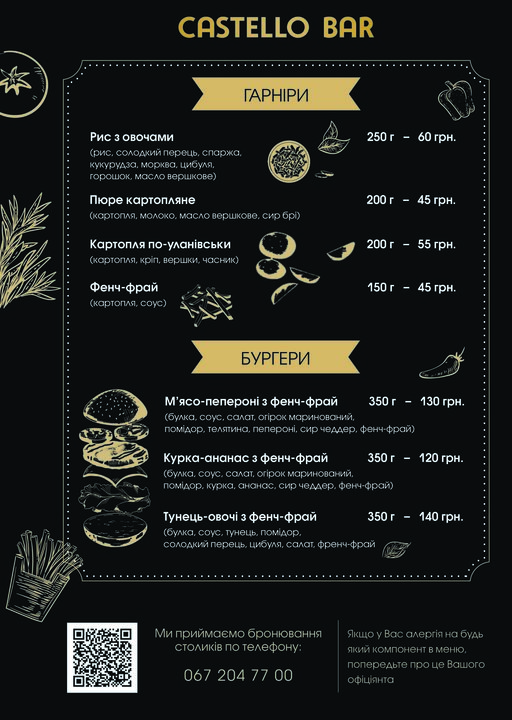 CASTELLO BAR
ГАРНІРИ
Рис з овочами 250 г – 60 грн.
(рис, солодкий перець, спаржа,
кукурудза, морква, цибуля,
горошок, масло вершкове)
Пюре картопляне 200 г – 45 грн.
(картопля, молоко, масло вершкове, сир брі)
Картопля по-уланівськи 200 г – 55 грн.
(картопля, кріп, вершки, часник)
Фенч-фрай 150 г – 45 грн.
(картопля, соус)
БУРГЕРИ
М'ясо-пепероні з фенч-фрай 350 г – 130 грн.
(булка, соус, салат, огірок маринований,
помідор, телятина, пепероні, сир чеддер, фенч-фрай)
Курка-ананас з фенч-фрай 350 г – 120 грн.
(булка, соус, салат, огірок маринований,
помідор, курка, ананас, сир чеддер, фенч-фрай)
Тунець-овочі з фенч-фрай 350 г – 140 грн.
(булка, соус, тунець, помідор,
солодкий перець, цибуля, салат, френч-фрай
Ми приймаємо бронювання
столиків по телефону:
067 204 77 00
Якщо у Вас алергія на будь
який компонент в меню,
попередьте про це Вашого
офіціянта